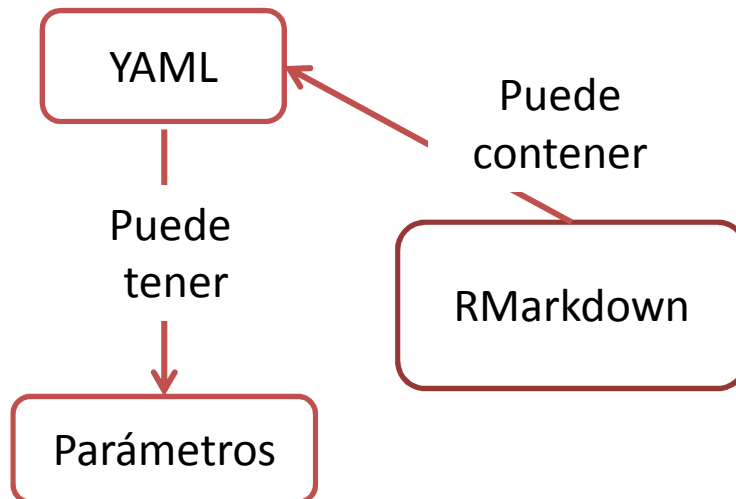 YAML
Puede
contener
Puede
tener
RMarkdown
Parámetros